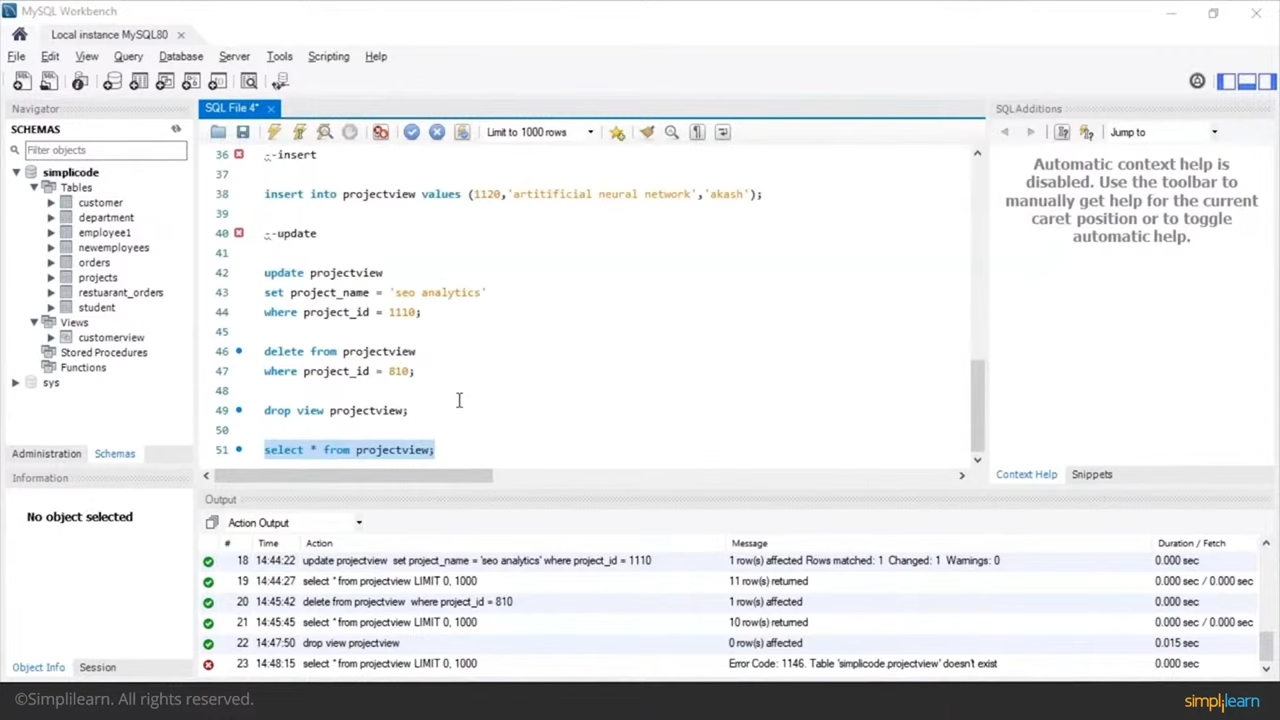 MySQL Workbench
Local instance MySQL80
File Edit View Query Database Server Tools Scripting Help
Navigator
SCHEMAS
Filter objects
simplicode
Tables
customer
department
employee1
newemployees
orders
projects
restuarant_orders
student
Views
customerview
Stored Procedures
Functions
sys
Administration Schemas
Information
No object selected
Object Info Session
SQL File 4*
Limit to 1000 rows
36 --insert
37
38 insert into projectview values (1120,'artitificial neural network','akash');
39
40 --update
41
42 update projectview
43 set project_name = 'seo analytics'
44 where project_id = 1110;
45
46 delete from projectview
47 where project_id = 810;
48
49 drop view projectview;
50
51 select * from projectview;
SQLAdditions
Jump to
Automatic context help is
disabled. Use the toolbar to
manually get help for the current
caret position or to toggle
automatic help.
Context Help Snippets
Output
Action Output
# Time Action Message Duration / Fetch
18 14:44:22 update projectview set project_name = 'seo analytics' where project_id = 1110 1 row(s) affected Rows matched: 1 Changed: 1 Warnings: 0 0.000 sec
19 14:44:27 select * from projectview LIMIT 0, 1000 11 row(s) returned 0.000 sec / 0.000 sec
20 14:45:42 delete from projectview where project_id = 810 1 row(s) affected 0.000 sec
21 14:45:45 select * from projectview LIMIT 0, 1000 10 row(s) returned 0.000 sec / 0.000 sec
22 14:47:50 drop view projectview 0 row(s) affected 0.015 sec
23 14:48:15 select * from projectview LIMIT 0, 1000 Error Code: 1146. Table 'simplicode.projectview' doesn't exist 0.000 sec
©Simplilearn. All rights reserved.
simplilearn